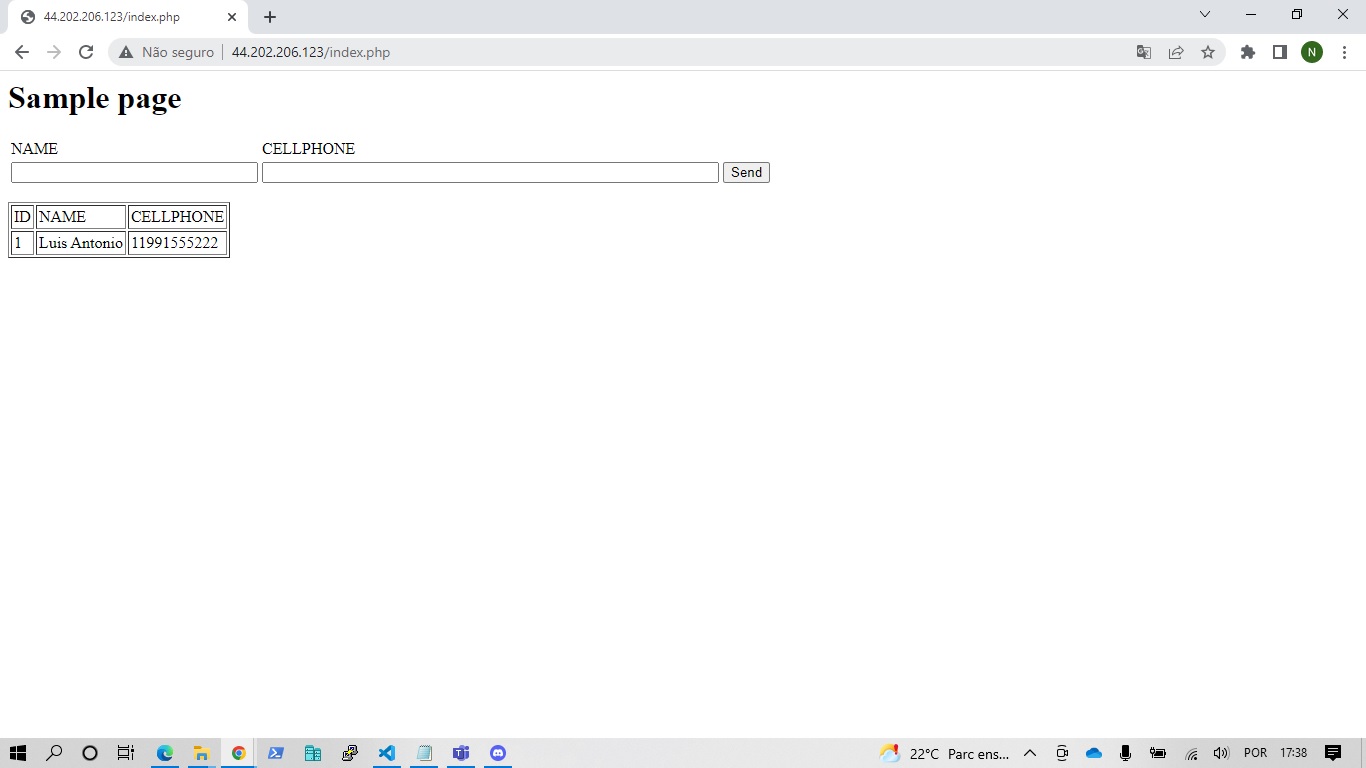 44.202.206.123/index.php
Não seguro 44.202.206.123/index.php N
Sample page
NAME CELLPHONE
Send
ID NAME CELLPHONE
1 Luis Antonio 11991555222
22°C Parc ens... POR 17:38